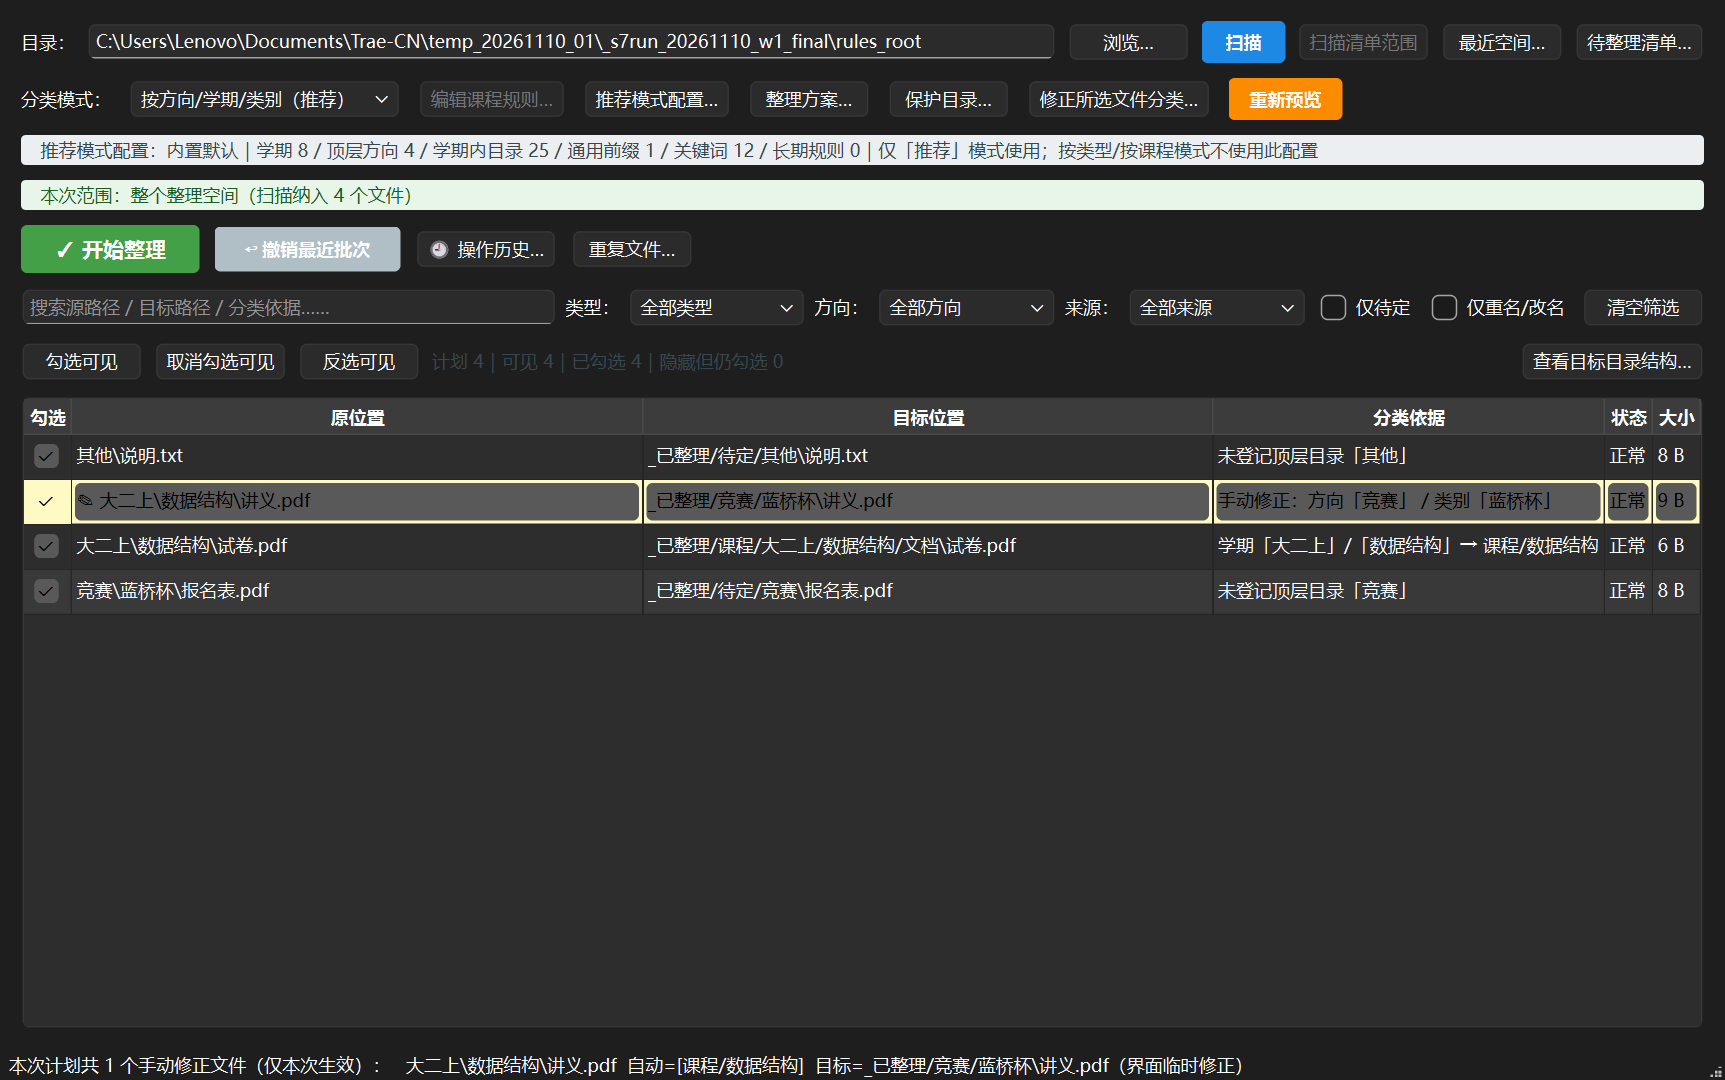 目录： C:\Users\Lenovo\Documents\Trae-CN\temp_20261110_01\_s7run_20261110_w1_final\rules_root 浏览... 扫描 扫描清单范围 最近空间... 待整理清单...
分类模式： 按方向/学期/类别（推荐） 编辑课程规则... 推荐模式配置... 整理方案... 保护目录... 修正所选文件分类... 重新预览
推荐模式配置：内置默认 | 学期 8 / 顶层方向 4 / 学期内目录 25 / 通用前缀 1 / 关键词 12 / 长期规则 0 | 仅「推荐」模式使用；按类型/按课程模式不使用此配置
本次范围：整个整理空间（扫描纳入 4 个文件）
✓ 开始整理 ↩ 撤销最近批次 🕘 操作历史... 重复文件...
搜索源路径 / 目标路径 / 分类依据...... 类型： 全部类型 方向： 全部方向 来源： 全部来源 仅待定 仅重名/改名 清空筛选
勾选可见 取消勾选可见 反选可见 计划 4 | 可见 4 | 已勾选 4 | 隐藏但仍勾选 0 查看目标目录结构...
勾选 原位置 目标位置 分类依据 状态 大小
其他\说明.txt _已整理/待定/其他\说明.txt 未登记顶层目录「其他」 正常 8 B
✎ 大二上\数据结构\讲义.pdf _已整理/竞赛/蓝桥杯\讲义.pdf 手动修正：方向「竞赛」 / 类别「蓝桥杯」 正常 9 B
大二上\数据结构\试卷.pdf _已整理/课程/大二上/数据结构/文档\试卷.pdf 学期「大二上」/「数据结构」→ 课程/数据结构 正常 6 B
竞赛\蓝桥杯\报名表.pdf _已整理/待定/竞赛\报名表.pdf 未登记顶层目录「竞赛」 正常 8 B
本次计划共 1 个手动修正文件（仅本次生效）： 大二上\数据结构\讲义.pdf 自动=[课程/数据结构] 目标=_已整理/竞赛/蓝桥杯\讲义.pdf（界面临时修正）